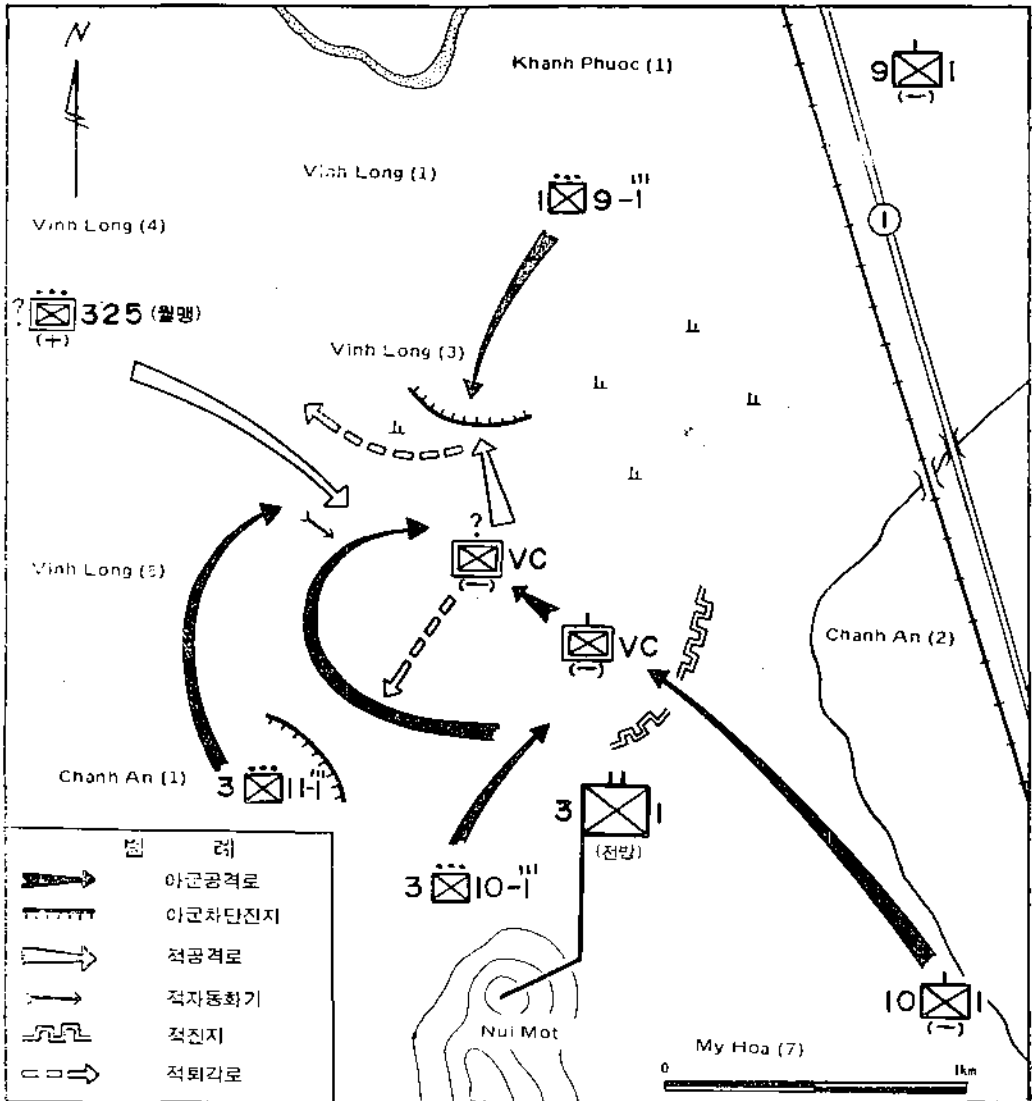 N
Khanh Phuoc (1)
9 1
(—)
Vinh Long (1)
1 9-1
Vinh Long (4)
1
? 325 (월맹)
(+)
Vinh Long (3)
?
VC
(—)
Vinh Long (5)
VC
(—)
Chanh An (2)
Chanh An (1)
3 11-1
3 1
(전방)
3 10-1
범 례
아군공격로
아군차단진지
적공격로
적자동화기
적진지
적퇴각로
Nui Mot
10 1
(—)
My Hoa (7)
0 1km